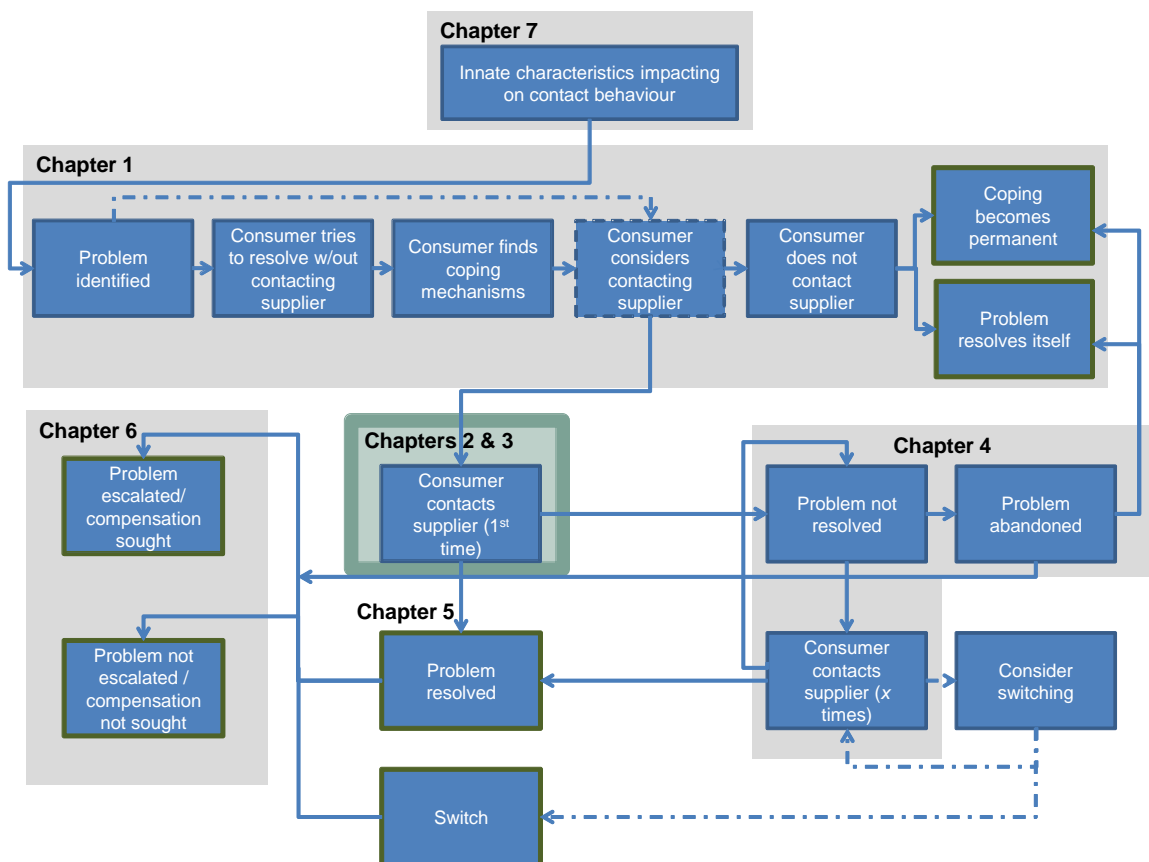 Chapter 7
Innate characteristics impacting
on contact behaviour
Chapter 1
Problem
identified
Consumer tries
to resolve w/out
contacting
supplier
Consumer finds
coping
mechanisms
Consumer
considers
contacting
supplier
Consumer
does not
contact
supplier
Coping
becomes
permanent
Problem
resolves itself
Chapter 6
Problem
escalated/
compensation
sought
Problem not
escalated /
compensation
not sought
Chapters 2 & 3
Consumer
contacts
supplier (1st
time)
Chapter 4
Problem not
resolved
Problem
abandoned
Chapter 5
Problem
resolved
Consumer
contacts
supplier (x
times)
Consider
switching
Switch